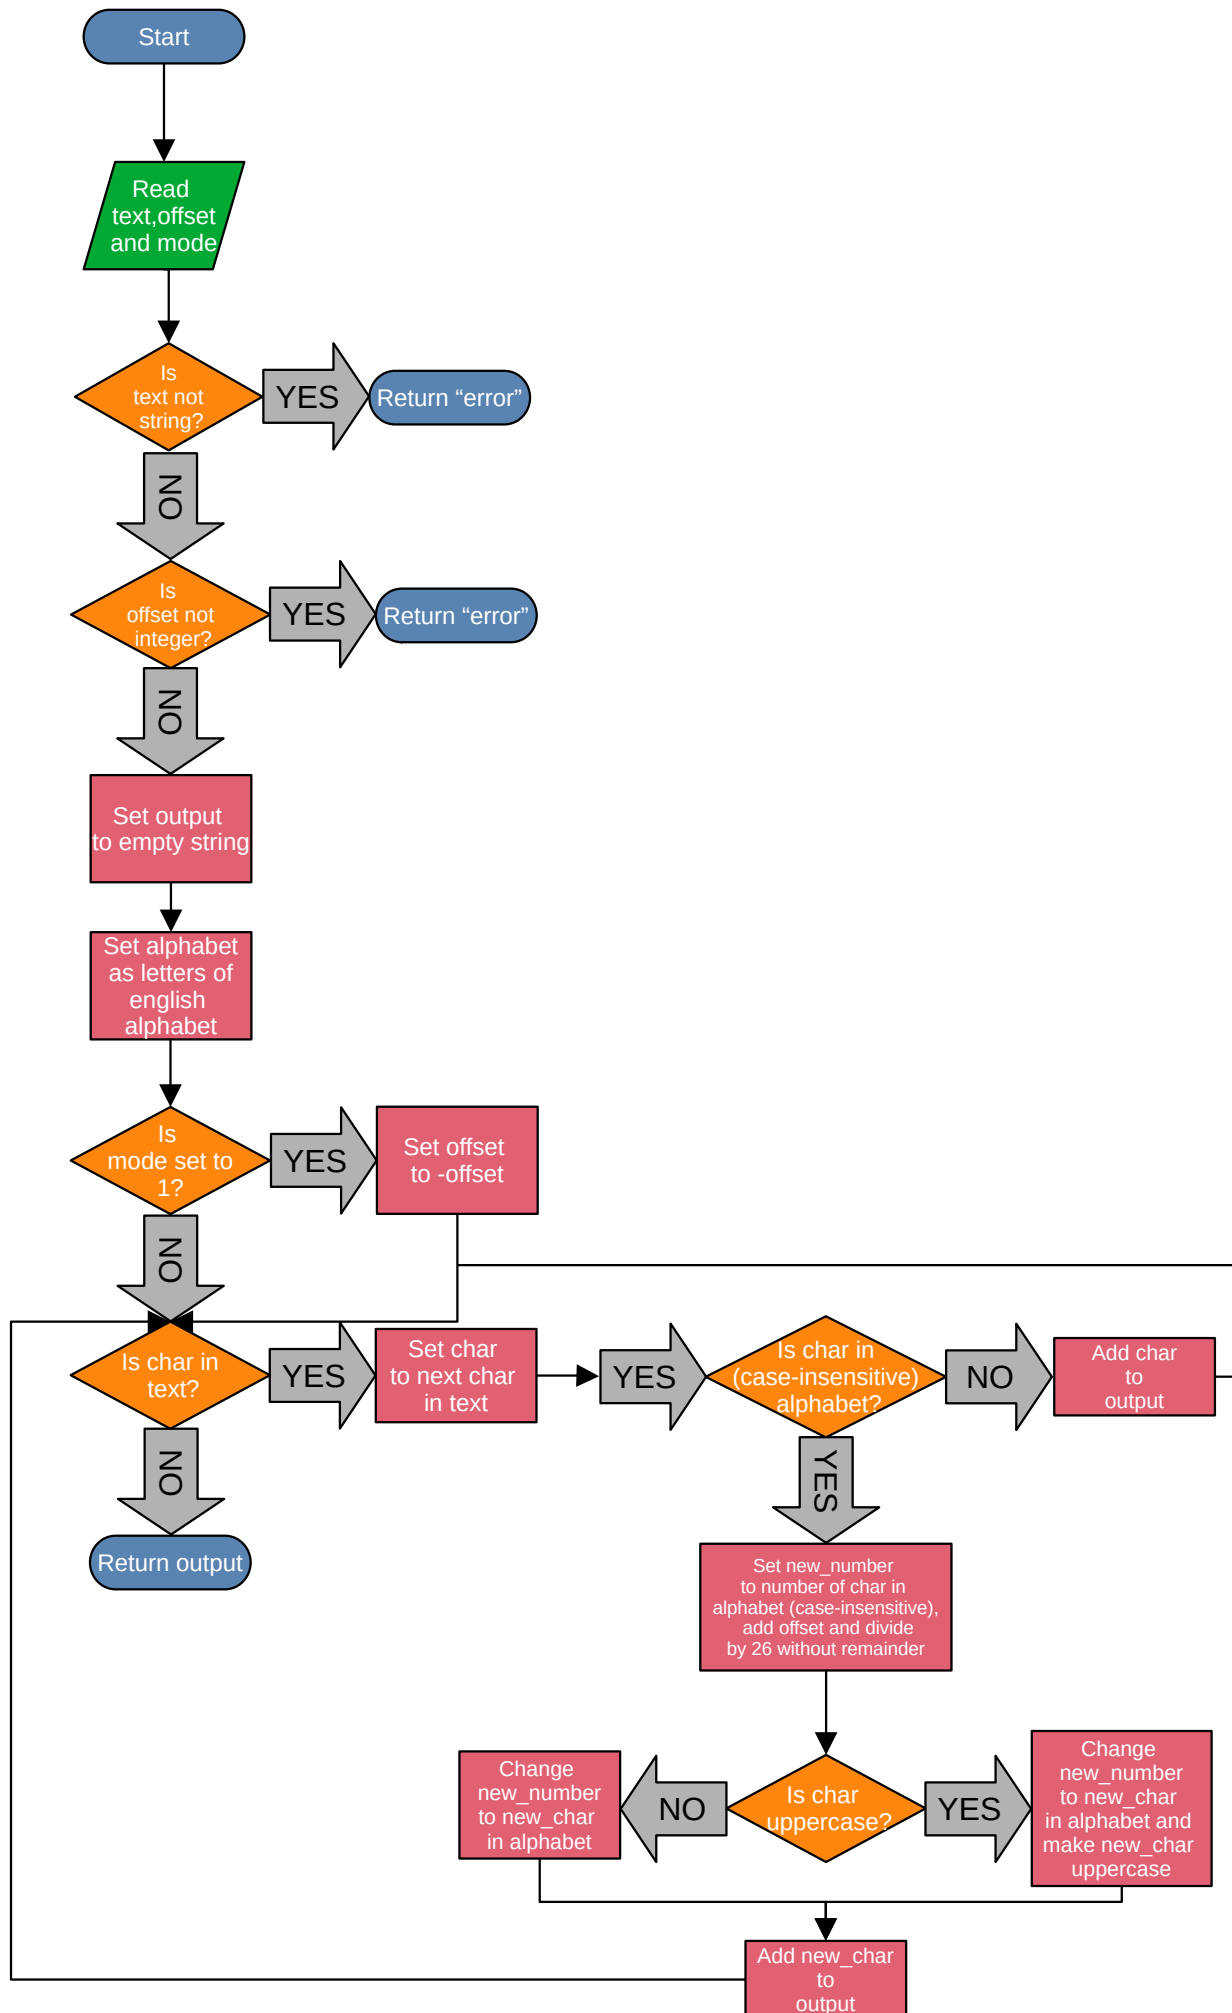 Start
Read
text,offset
and mode
Is
text not
string?
YES
Return “error”
NO
Is
offset not
integer?
YES
Return “error”
NO
Set output
to empty string
Set alphabet
as letters of
english
alphabet
Is
mode set to
1?
YES
Set offset
to -offset
NO
Is char in
text?
YES
Set char
to next char
in text
YES
Is char in
(case-insensitive)
alphabet?
NO
Add char
to
output
NO
Return output
YES
Set new_number
to number of char in
alphabet (case-insensitive),
add offset and divide
by 26 without remainder
Is char
uppercase?
NO
Change
new_number
to new_char
in alphabet
YES
Change
new_number
to new_char
in alphabet and
make new_char
uppercase
Add new_char
to
output